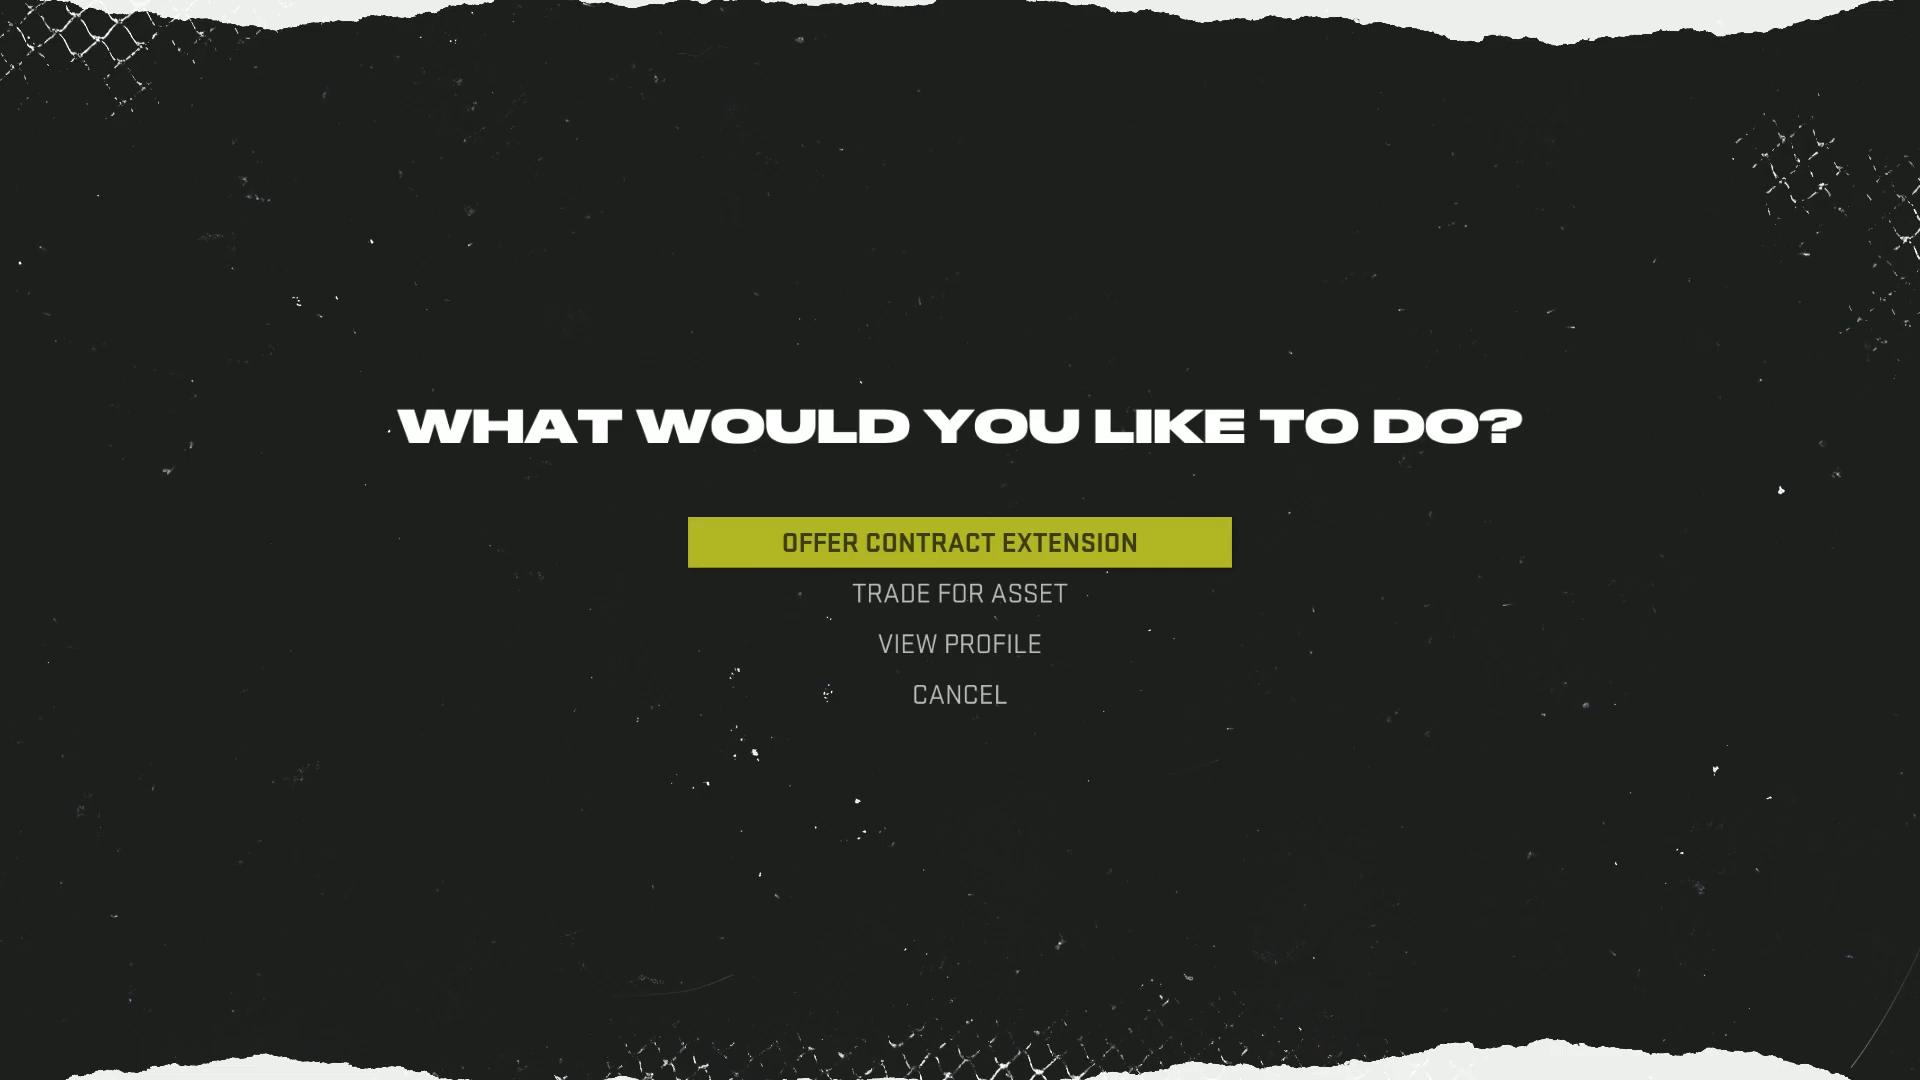 WHAT WOULD YOU LIKE TO DO?
OFFER CONTRACT EXTENSION
TRADE FOR ASSET
VIEW PROFILE
CANCEL